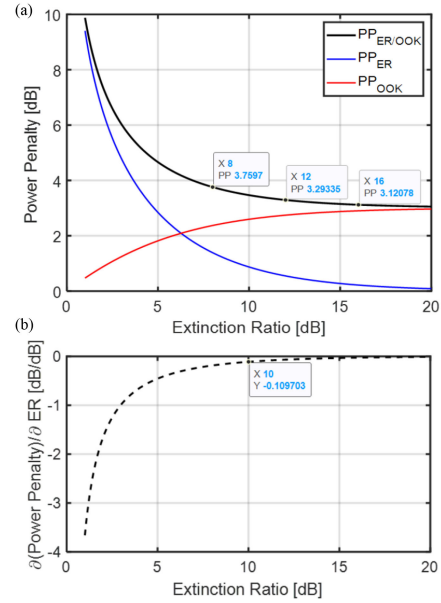 (a)
10
8
6
4
2
0
Power Penalty [dB]
PP_ER/OOK
PP_ER
PP_OOK
X 8
PP 3.7597
X 12
PP 3.29335
X 16
PP 3.12078
0 5 10 15 20
Extinction Ratio [dB]
(b)
0
-1
-2
-3
-4
∂(Power Penalty)/∂ ER [dB/dB]
X 10
Y -0.109703
0 5 10 15 20
Extinction Ratio [dB]